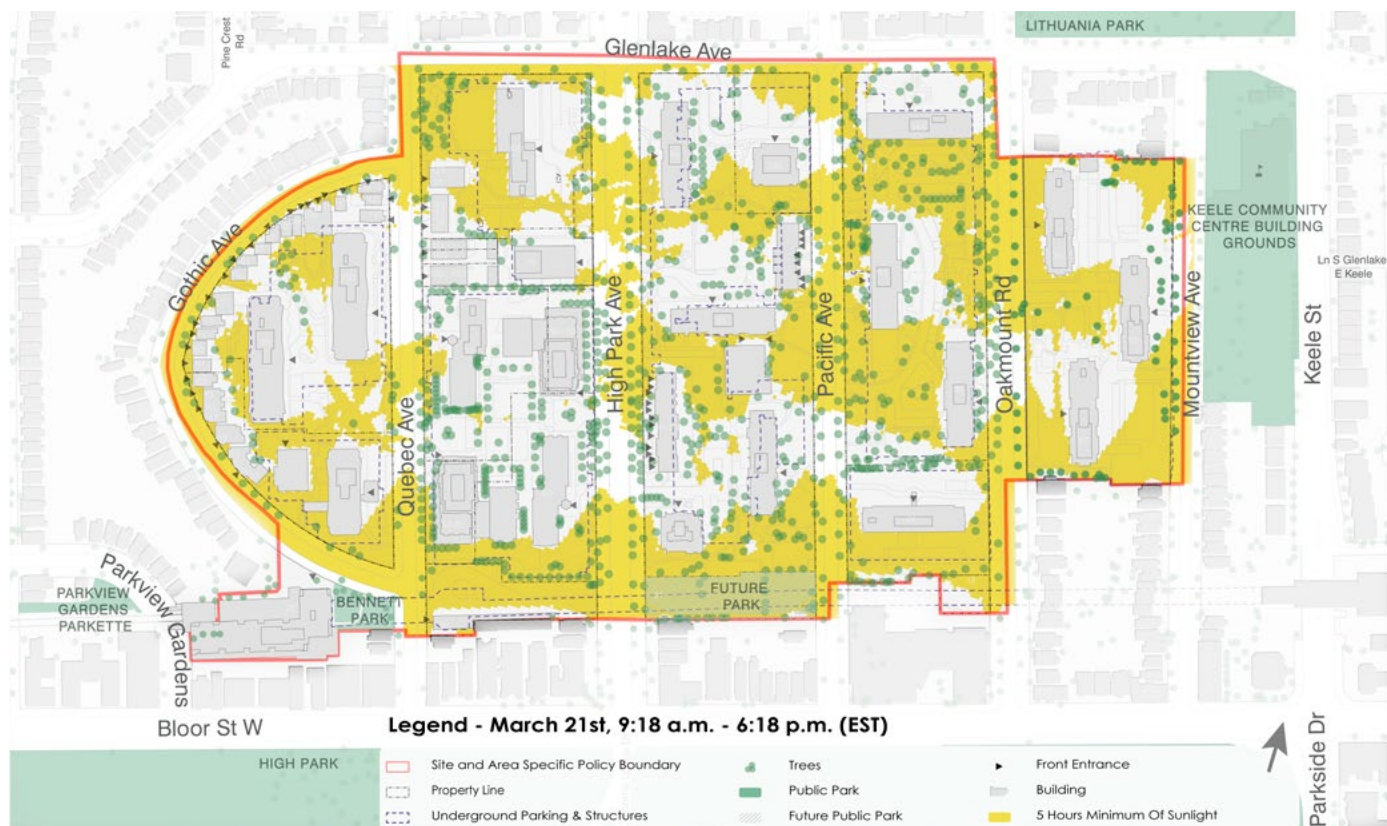 LITHUANIA PARK
Pine Crest
Rd
Glenlake Ave
KEELE COMMUNITY
CENTRE BUILDING
GROUNDS
Ln S Glenlake
E Keele
Gothic Ave
Quebec Ave
High Park Ave
Pacific Ave
Oakmount Rd
Mountview Ave
Keele St
Parkview Gardens
PARKVIEW
GARDENS
PARKETTE
BENNETT
PARK
FUTURE
PARK
Bloor St W
HIGH PARK
Parkside Dr
Legend - March 21st, 9:18 a.m. - 6:18 p.m. (EST)
Site and Area Specific Policy Boundary
Trees
Front Entrance
Property Line
Public Park
Building
Underground Parking & Structures
Future Public Park
5 Hours Minimum Of Sunlight